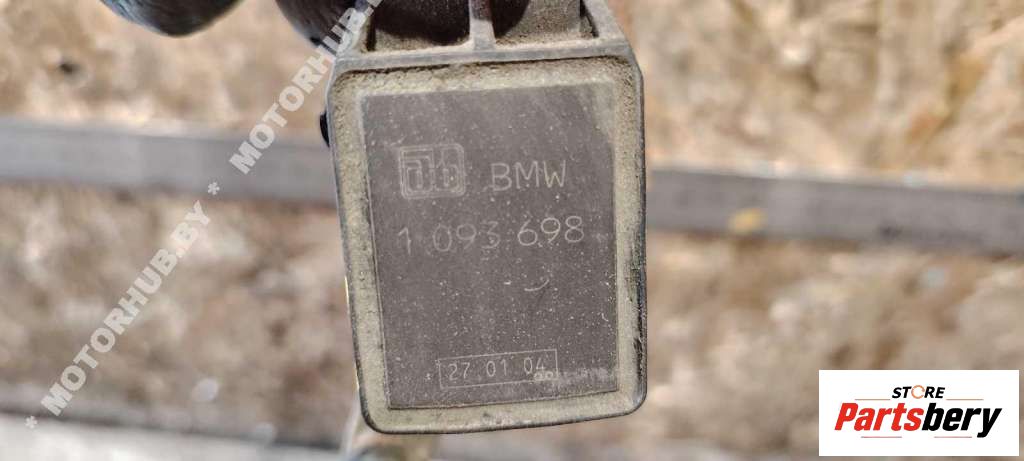 BMW
1 093 698
27.01.04
* MOTORHUB.BY * MOTORHUB.BY
STORE
Partsbery